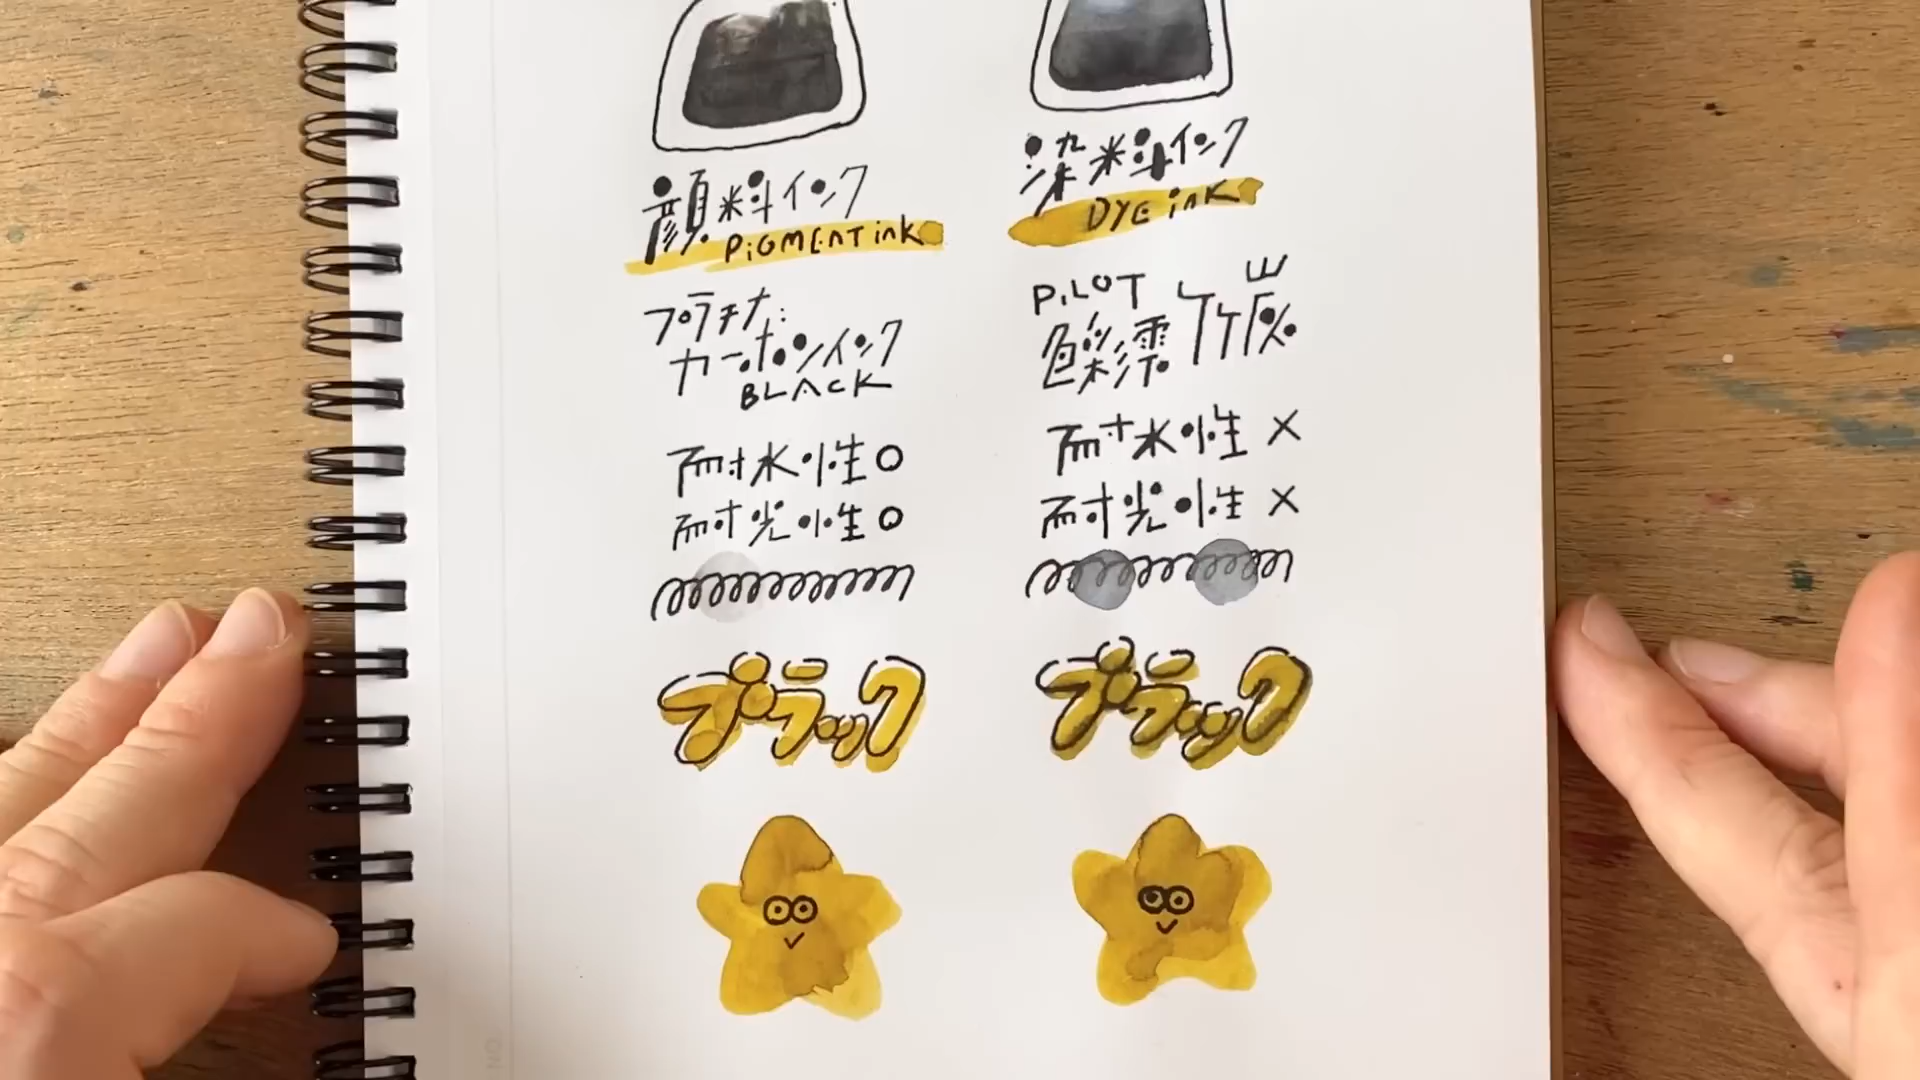 顔料インク
PiGMENT ink
プラチナ
カーボンインク
BLACK
耐水性○
耐光性○
ブラック
染料インク
DYE ink
PiLOT
色彩雫 竹炭
耐水性×
耐光性×
ブラック